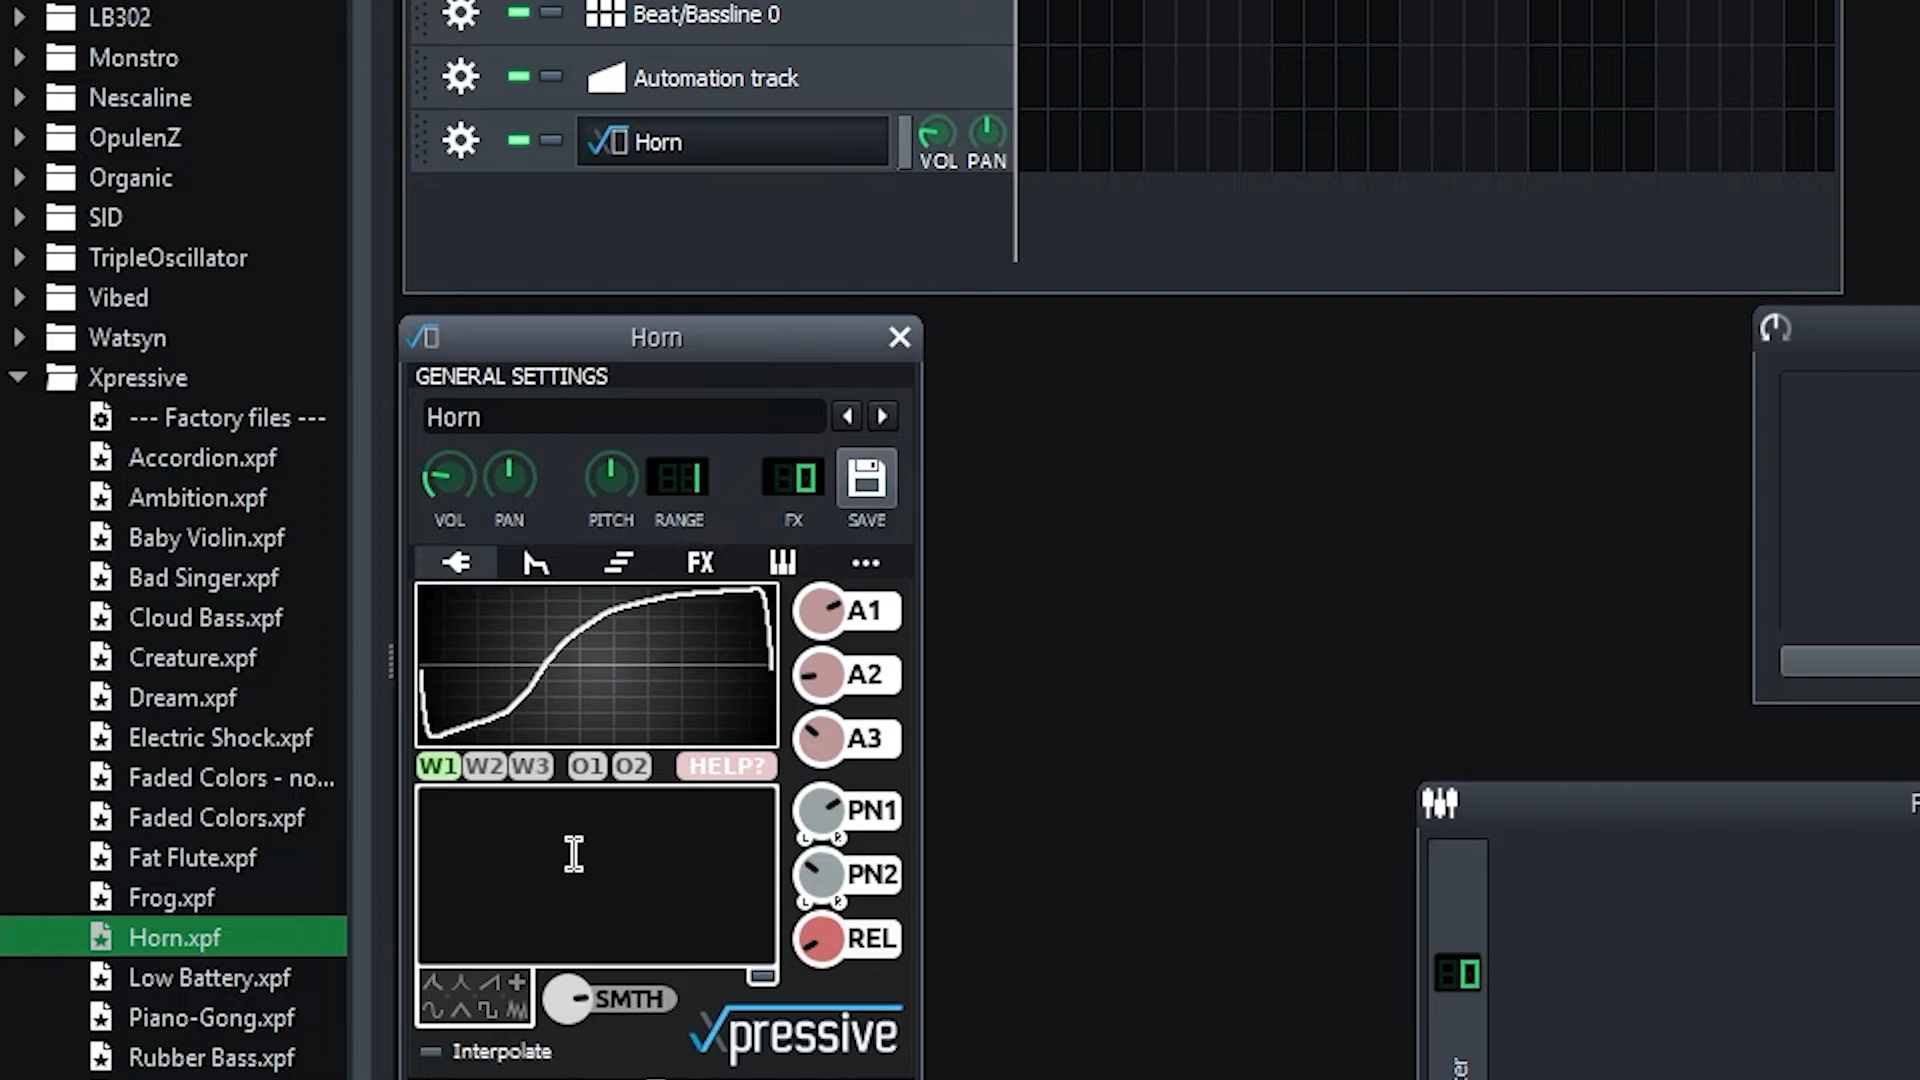 LB302
Monstro
Nescaline
OpulenZ
Organic
SID
TripleOscillator
Vibed
Watsyn
Xpressive
--- Factory files ---
Accordion.xpf
Ambition.xpf
Baby Violin.xpf
Bad Singer.xpf
Cloud Bass.xpf
Creature.xpf
Dream.xpf
Electric Shock.xpf
Faded Colors - no...
Faded Colors.xpf
Fat Flute.xpf
Frog.xpf
Horn.xpf
Low Battery.xpf
Piano-Gong.xpf
Rubber Bass.xpf
Beat/Bassline 0
Automation track
Horn
VOL PAN
Horn
GENERAL SETTINGS
Horn
1 0
VOL PAN PITCH RANGE FX SAVE
FX
A1
A2
A3
W1 W2 W3 O1 O2 HELP?
PN1
L R
PN2
L R
REL
SMTH
Xpressive
Interpolate
F
0
ter